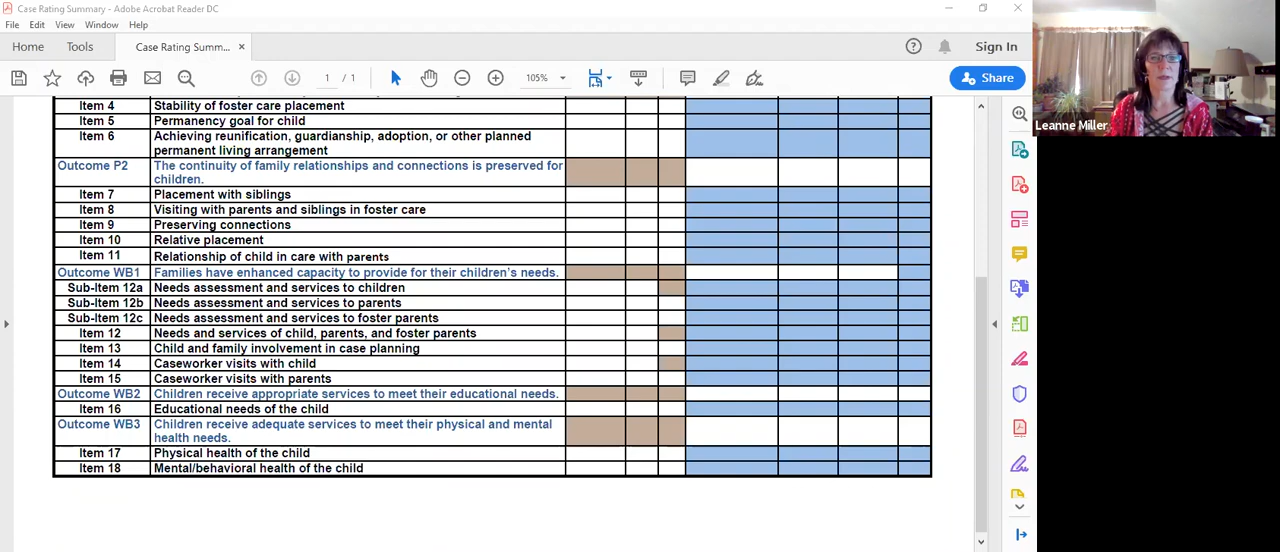 Case Rating Summary - Adobe Acrobat Reader DC
File Edit View Window Help
Home Tools Case Rating Summ... × Sign In
1 / 1 105% Share
Item 4 Stability of foster care placement
Item 5 Permanency goal for child
Item 6 Achieving reunification, guardianship, adoption, or other planned
permanent living arrangement
Outcome P2 The continuity of family relationships and connections is preserved for
children.
Item 7 Placement with siblings
Item 8 Visiting with parents and siblings in foster care
Item 9 Preserving connections
Item 10 Relative placement
Item 11 Relationship of child in care with parents
Outcome WB1 Families have enhanced capacity to provide for their children's needs.
Sub-Item 12a Needs assessment and services to children
Sub-Item 12b Needs assessment and services to parents
Sub-Item 12c Needs assessment and services to foster parents
Item 12 Needs and services of child, parents, and foster parents
Item 13 Child and family involvement in case planning
Item 14 Caseworker visits with child
Item 15 Caseworker visits with parents
Outcome WB2 Children receive appropriate services to meet their educational needs.
Item 16 Educational needs of the child
Outcome WB3 Children receive adequate services to meet their physical and mental
health needs.
Item 17 Physical health of the child
Item 18 Mental/behavioral health of the child
Leanne Miller